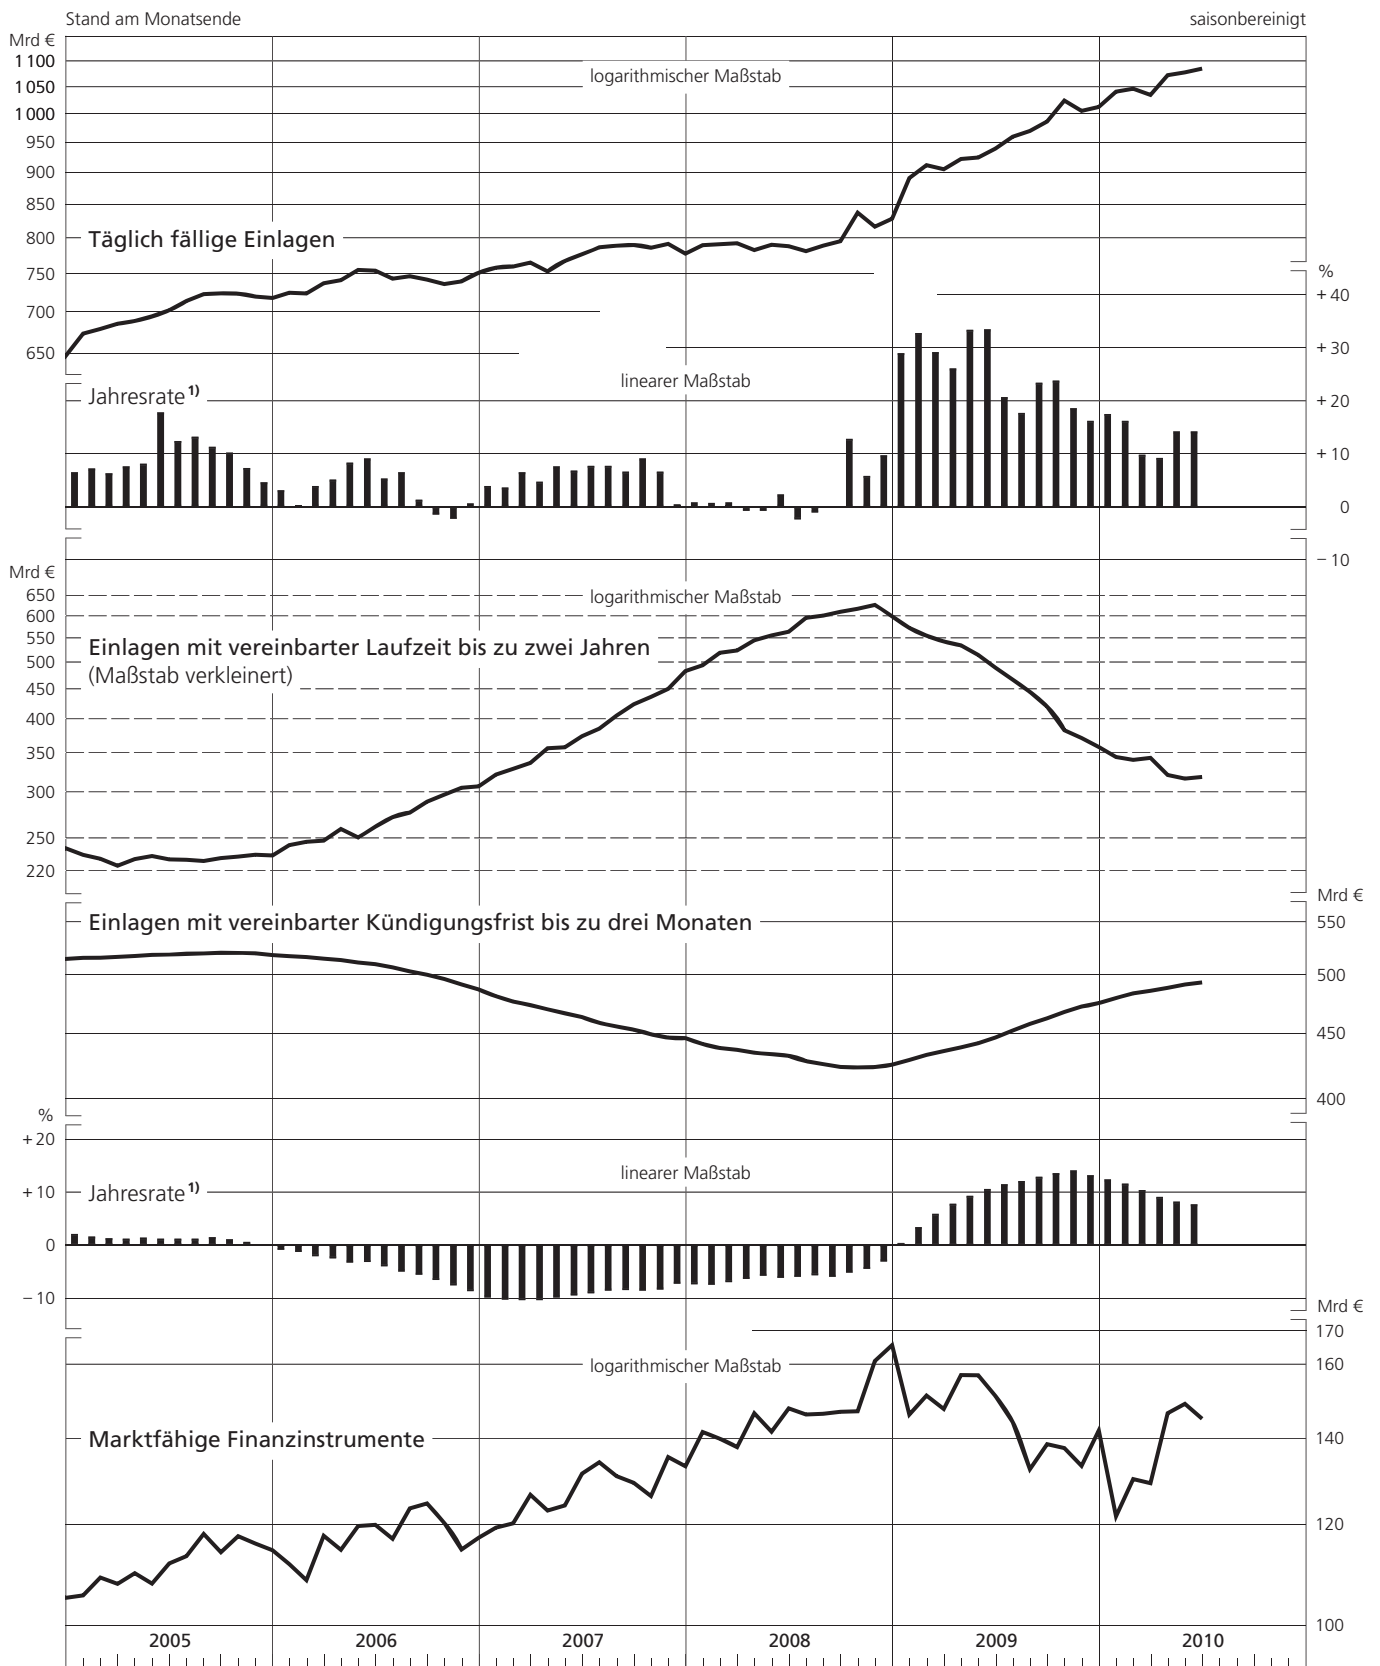 Stand am Monatsende
saisonbereinigt
Mrd €
1 100
1 050
1 000
950
900
850
800
750
700
650
logarithmischer Maßstab
Täglich fällige Einlagen
%
+ 40
+ 30
+ 20
+ 10
0
− 10
linearer Maßstab
Jahresrate 1)
Mrd €
650
600
550
500
450
400
350
300
250
220
logarithmischer Maßstab
Einlagen mit vereinbarter Laufzeit bis zu zwei Jahren
(Maßstab verkleinert)
Mrd €
550
500
450
400
Einlagen mit vereinbarter Kündigungsfrist bis zu drei Monaten
%
+ 20
+ 10
0
− 10
linearer Maßstab
Jahresrate 1)
Mrd €
170
160
140
120
100
logarithmischer Maßstab
Marktfähige Finanzinstrumente
2005 2006 2007 2008 2009 2010